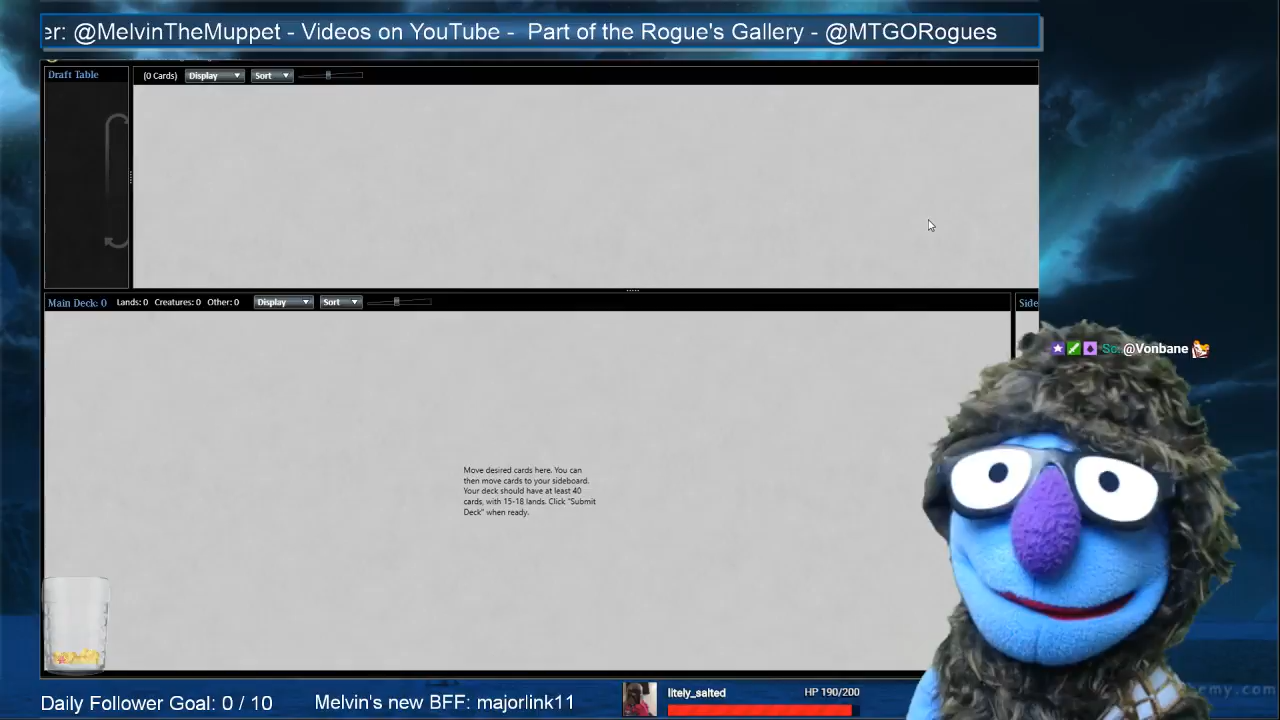 er: @MelvinTheMuppet - Videos on YouTube - Part of the Rogue's Gallery - @MTGORogues
Draft Table
(0 Cards) Display Sort
Main Deck: 0 Lands: 0 Creatures: 0 Other: 0 Display Sort
Side
@Vonbane
Move desired cards here. You can
then move cards to your sideboard.
Your deck should have at least 40
cards, with 15-18 lands. Click "Submit
Deck" when ready.
litely_salted HP 190/200
Daily Follower Goal: 0 / 10 Melvin's new BFF: majorlink11